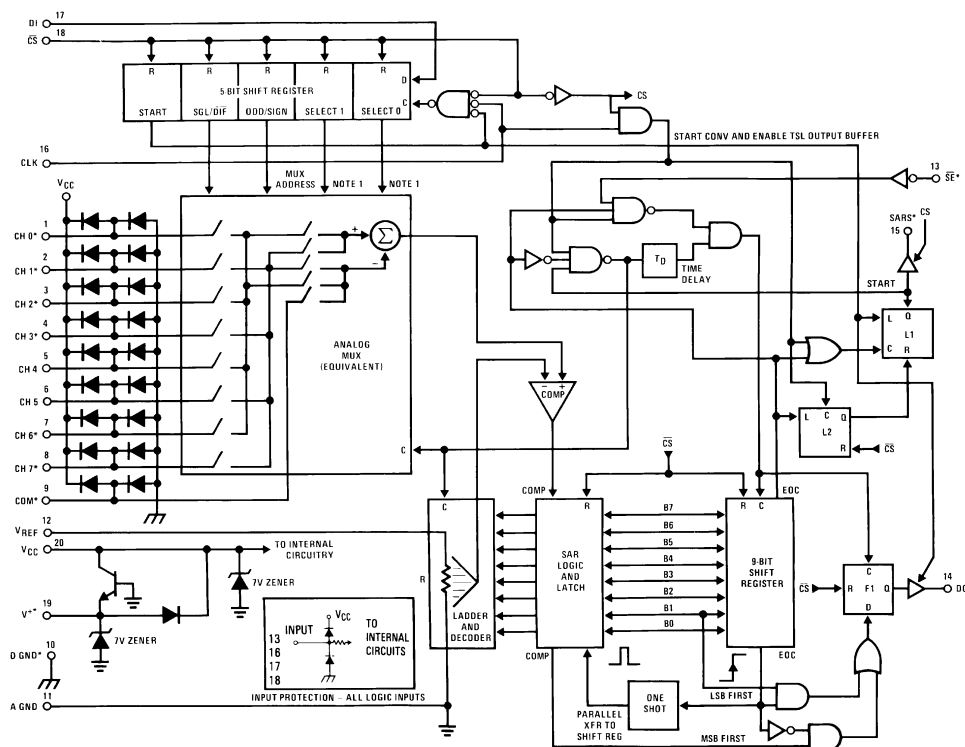 DI 17
CS 18
R R R R R
5-BIT SHIFT REGISTER
D
C
START SGL/DIF ODD/SIGN SELECT 1 SELECT 0
CS
START CONV AND ENABLE TSL OUTPUT BUFFER
16
CLK
MUX
ADDRESS NOTE 1 NOTE 1
13
SE*
VCC
SARS* CS
15
1
CH 0*
2
CH 1*
3
CH 2*
4
CH 3*
5
CH 4
6
CH 5
7
CH 6*
8
CH 7*
9
COM*
+
Σ
−
ANALOG
MUX
(EQUIVALENT)
C
TD
TIME
DELAY
START
L Q
L1
C
R
− +
COMP
L C Q
L2
R CS
CS
12
VREF
20
VCC
TO INTERNAL
CIRCUITRY
7V ZENER
19
V+*
7V ZENER
10
D GND*
11
A GND
13
16
17
18
INPUT
VCC
TO
INTERNAL
CIRCUITS
INPUT PROTECTION – ALL LOGIC INPUTS
C
R
LADDER
AND
DECODER
COMP
R
SAR
LOGIC
AND
LATCH
COMP
B7
B6
B5
B4
B3
B2
B1
B0
R C EOC
9-BIT
SHIFT
REGISTER
EOC
CS
C
R F1 Q
D
14
DO
LSB FIRST
ONE
SHOT
PARALLEL
XFR TO
SHIFT REG
MSB FIRST